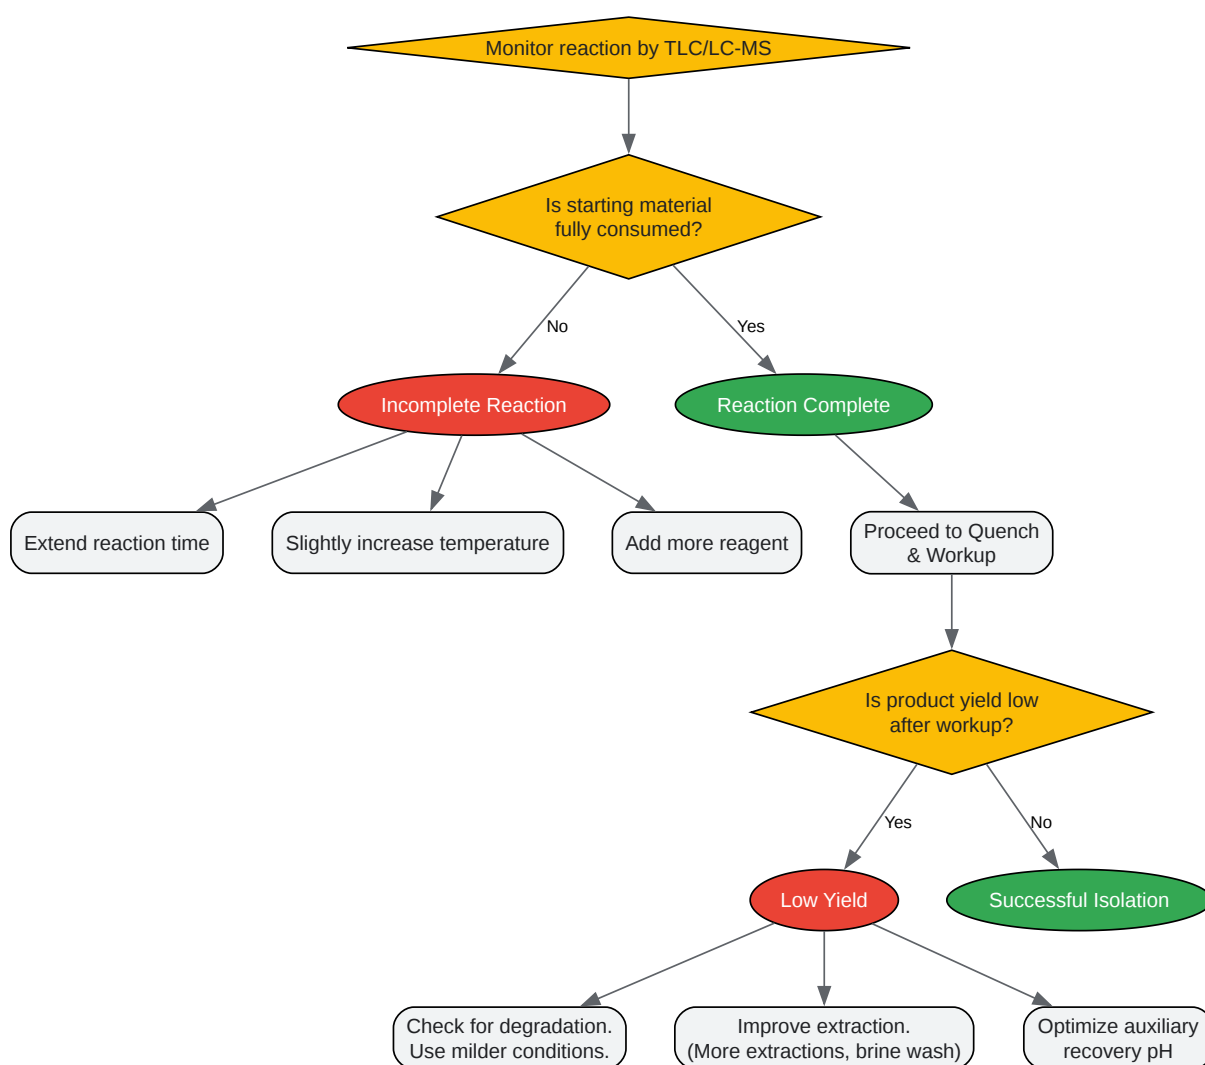 Monitor reaction by TLC/LC-MS
Is starting material
fully consumed?
No
Yes
Incomplete Reaction
Reaction Complete
Extend reaction time
Slightly increase temperature
Add more reagent
Proceed to Quench
& Workup
Is product yield low
after workup?
Yes
No
Low Yield
Successful Isolation
Check for degradation.
Use milder conditions.
Improve extraction.
(More extractions, brine wash)
Optimize auxiliary
recovery pH